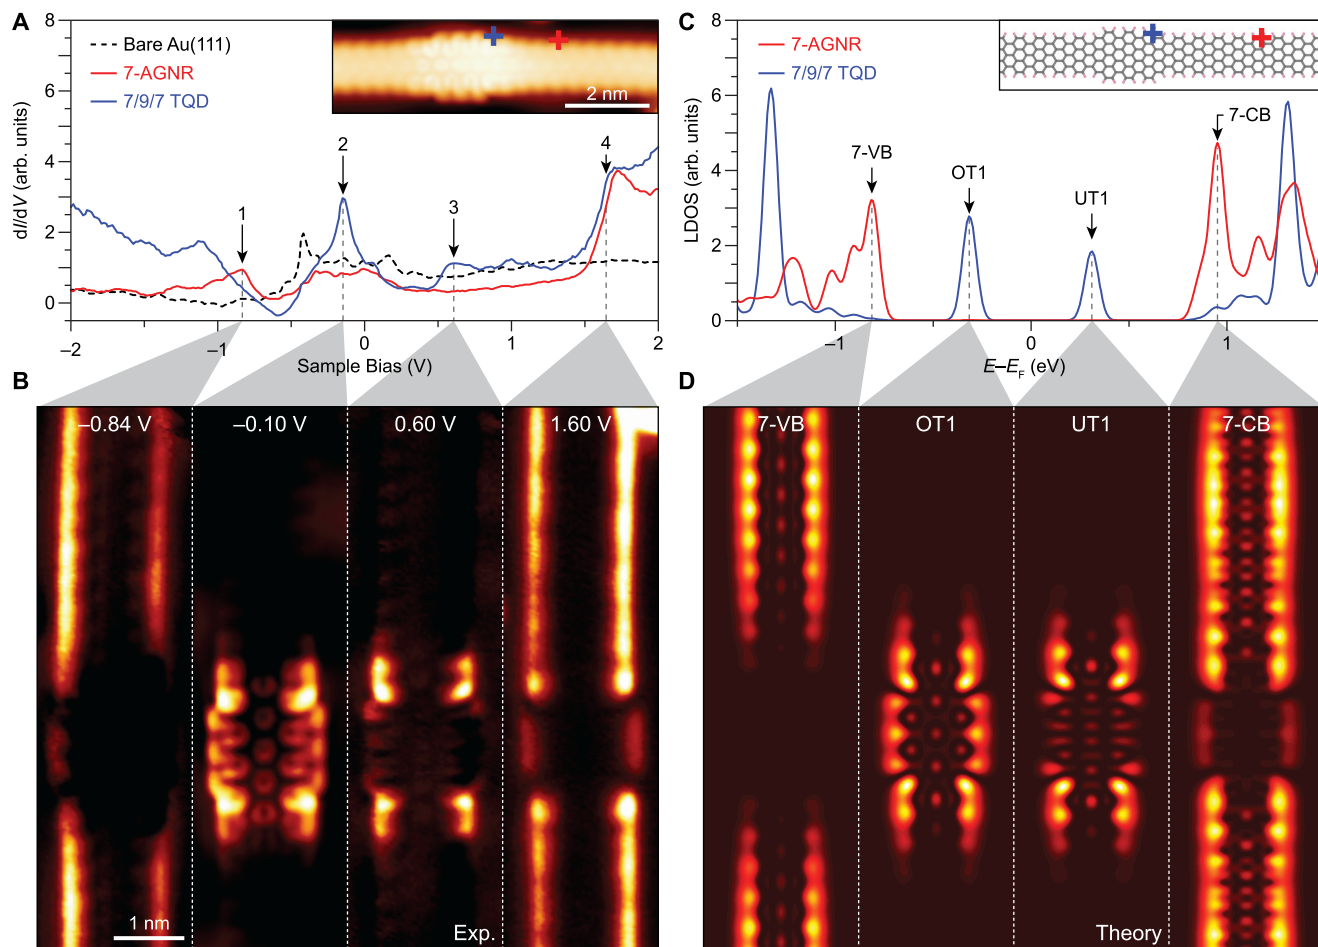 A
Bare Au(111)
7-AGNR
7/9/7 TQD
dI/dV (arb. units)
8
6
4
2
0
1
2
3
4
2 nm
−2
−1
0
1
2
Sample Bias (V)
B
−0.84 V
−0.10 V
0.60 V
1.60 V
1 nm
Exp.
C
7-AGNR
7/9/7 TQD
LDOS (arb. units)
8
6
4
2
0
7-VB
OT1
UT1
7-CB
−1
0
1
E−EF (eV)
D
7-VB
OT1
UT1
7-CB
Theory